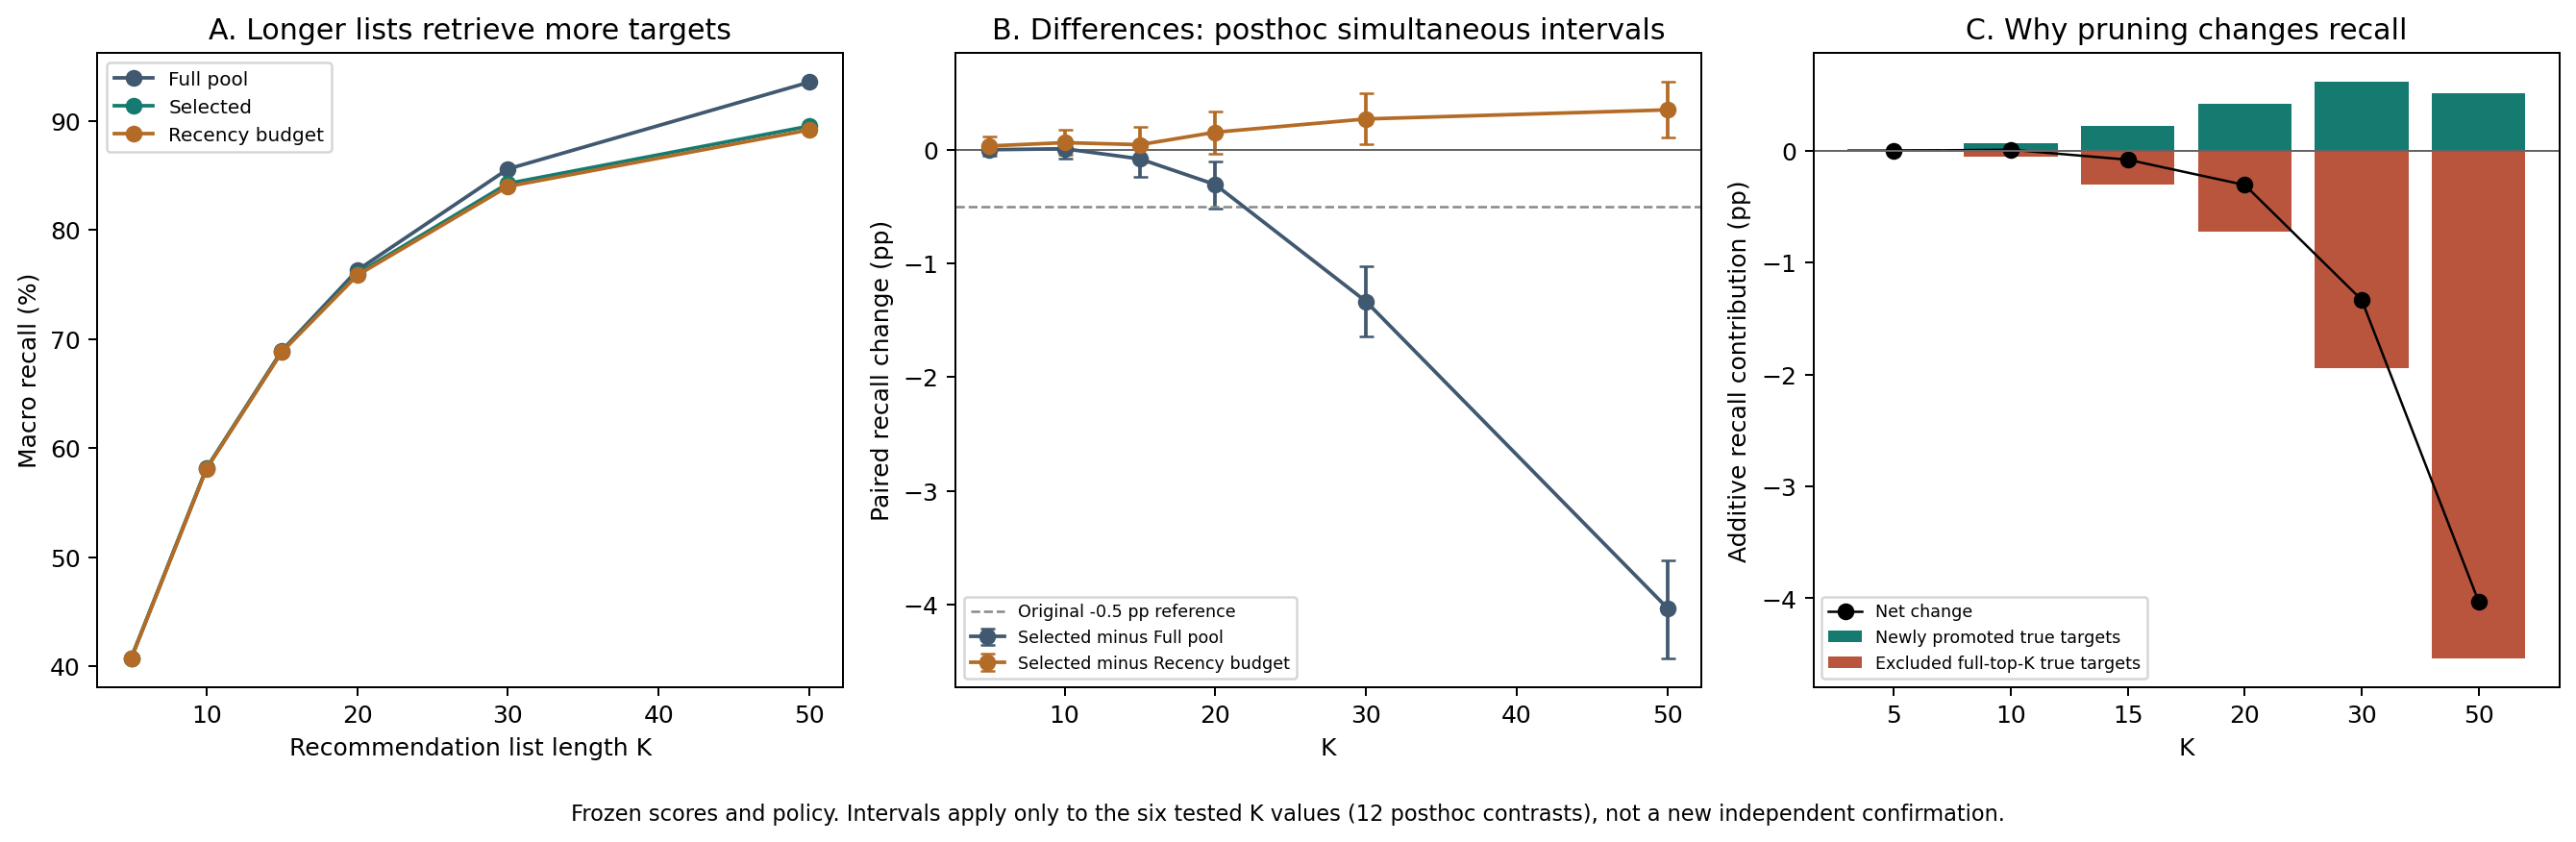 A. Longer lists retrieve more targets
Macro recall (%)
90
80
70
60
50
40
Full pool
Selected
Recency budget
10
20
30
40
50
Recommendation list length K
B. Differences: posthoc simultaneous intervals
Paired recall change (pp)
0
−1
−2
−3
−4
Original -0.5 pp reference
Selected minus Full pool
Selected minus Recency budget
10
20
30
40
50
K
C. Why pruning changes recall
Additive recall contribution (pp)
0
−1
−2
−3
−4
Net change
Newly promoted true targets
Excluded full-top-K true targets
5
10
15
20
30
50
K
Frozen scores and policy. Intervals apply only to the six tested K values (12 posthoc contrasts), not a new independent confirmation.